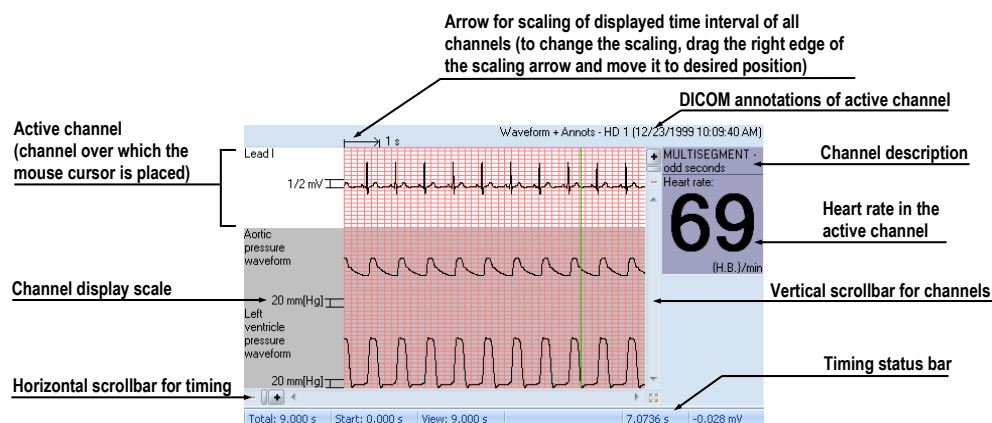 Arrow for scaling of displayed time interval of all
channels (to change the scaling, drag the right edge of
the scaling arrow and move it to desired position)
DICOM annotations of active channel
Active channel
(channel over which the
mouse cursor is placed)
Waveform + Annots - HD 1 (12/23/1999 10:09:40 AM)
1 s
Lead I
MULTISEGMENT -
odd seconds
Channel description
1/2 mV
Heart rate:
69
Heart rate in the
active channel
{H.B.}/min
Aortic
pressure
waveform
Channel display scale
20 mm[Hg]
Vertical scrollbar for channels
Left
ventricle
pressure
waveform
20 mm[Hg]
Timing status bar
Horizontal scrollbar for timing
Total: 9.000 s Start: 0.000 s View: 9.000 s 7.0736 s -0.028 mV